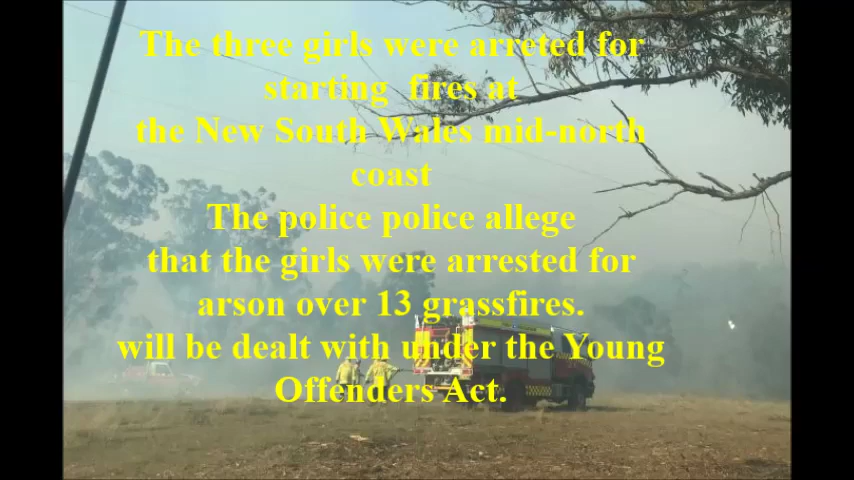 The three girls were arreted for
starting  fires at
the New South Wales mid-north
coast
The police police allege
that the girls were arrested for
arson over 13 grassfires.
will be dealt with under the Young
Offenders Act.